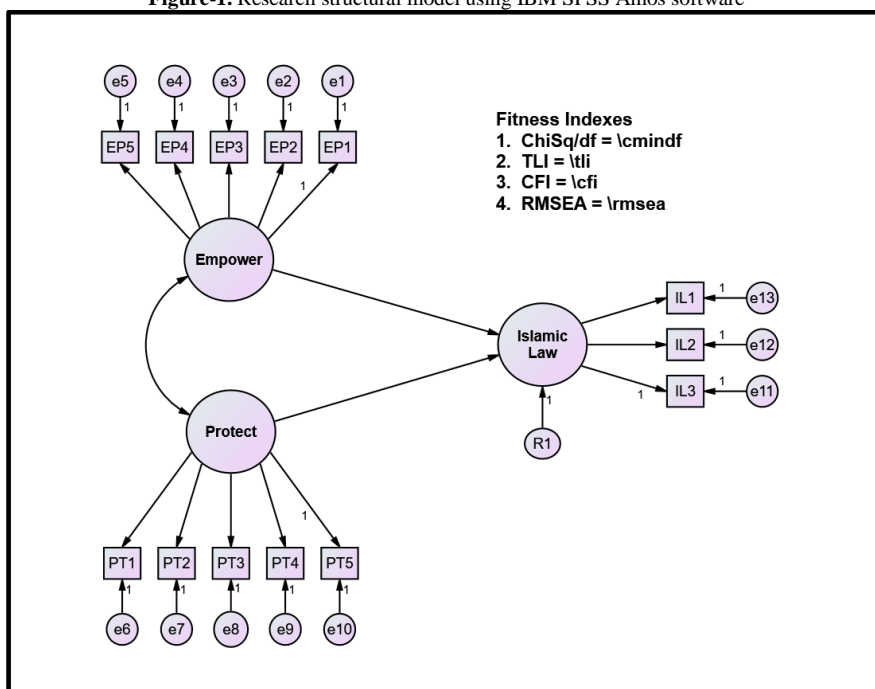 Figure-1. Research structural model using IBM SPSS Amos software
e5 e4 e3 e2 e1
1 1 1 1 1
EP5 EP4 EP3 EP2 EP1
1
Fitness Indexes
1. ChiSq/df = \cmindf
2. TLI = \tli
3. CFI = \cfi
4. RMSEA = \rmsea
Empower
Islamic
Law
IL1 1 e13
IL2 1 e12
1 IL3 1 e11
1
R1
Protect
1
PT1 PT2 PT3 PT4 PT5
1 1 1 1 1
e6 e7 e8 e9 e10